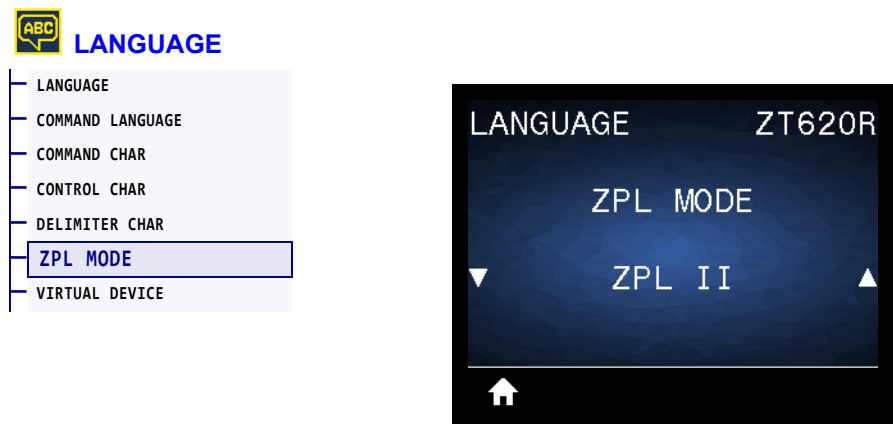 ABC
LANGUAGE
LANGUAGE
COMMAND LANGUAGE
COMMAND CHAR
CONTROL CHAR
DELIMITER CHAR
ZPL MODE
VIRTUAL DEVICE
LANGUAGE ZT620R
ZPL MODE
ZPL II